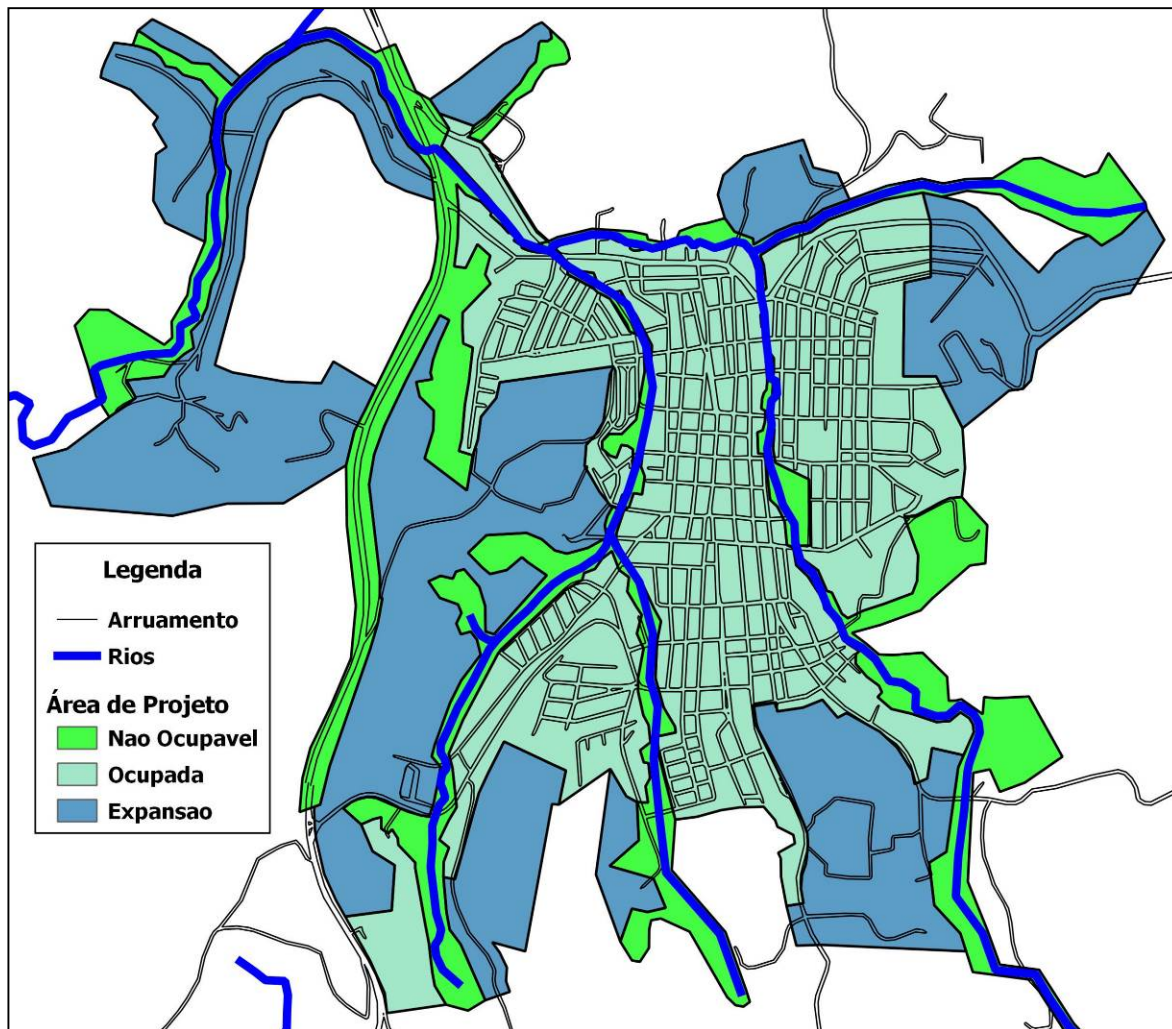 Legenda
Arruamento
Rios
Área de Projeto
Nao Ocupavel
Ocupada
Expansao